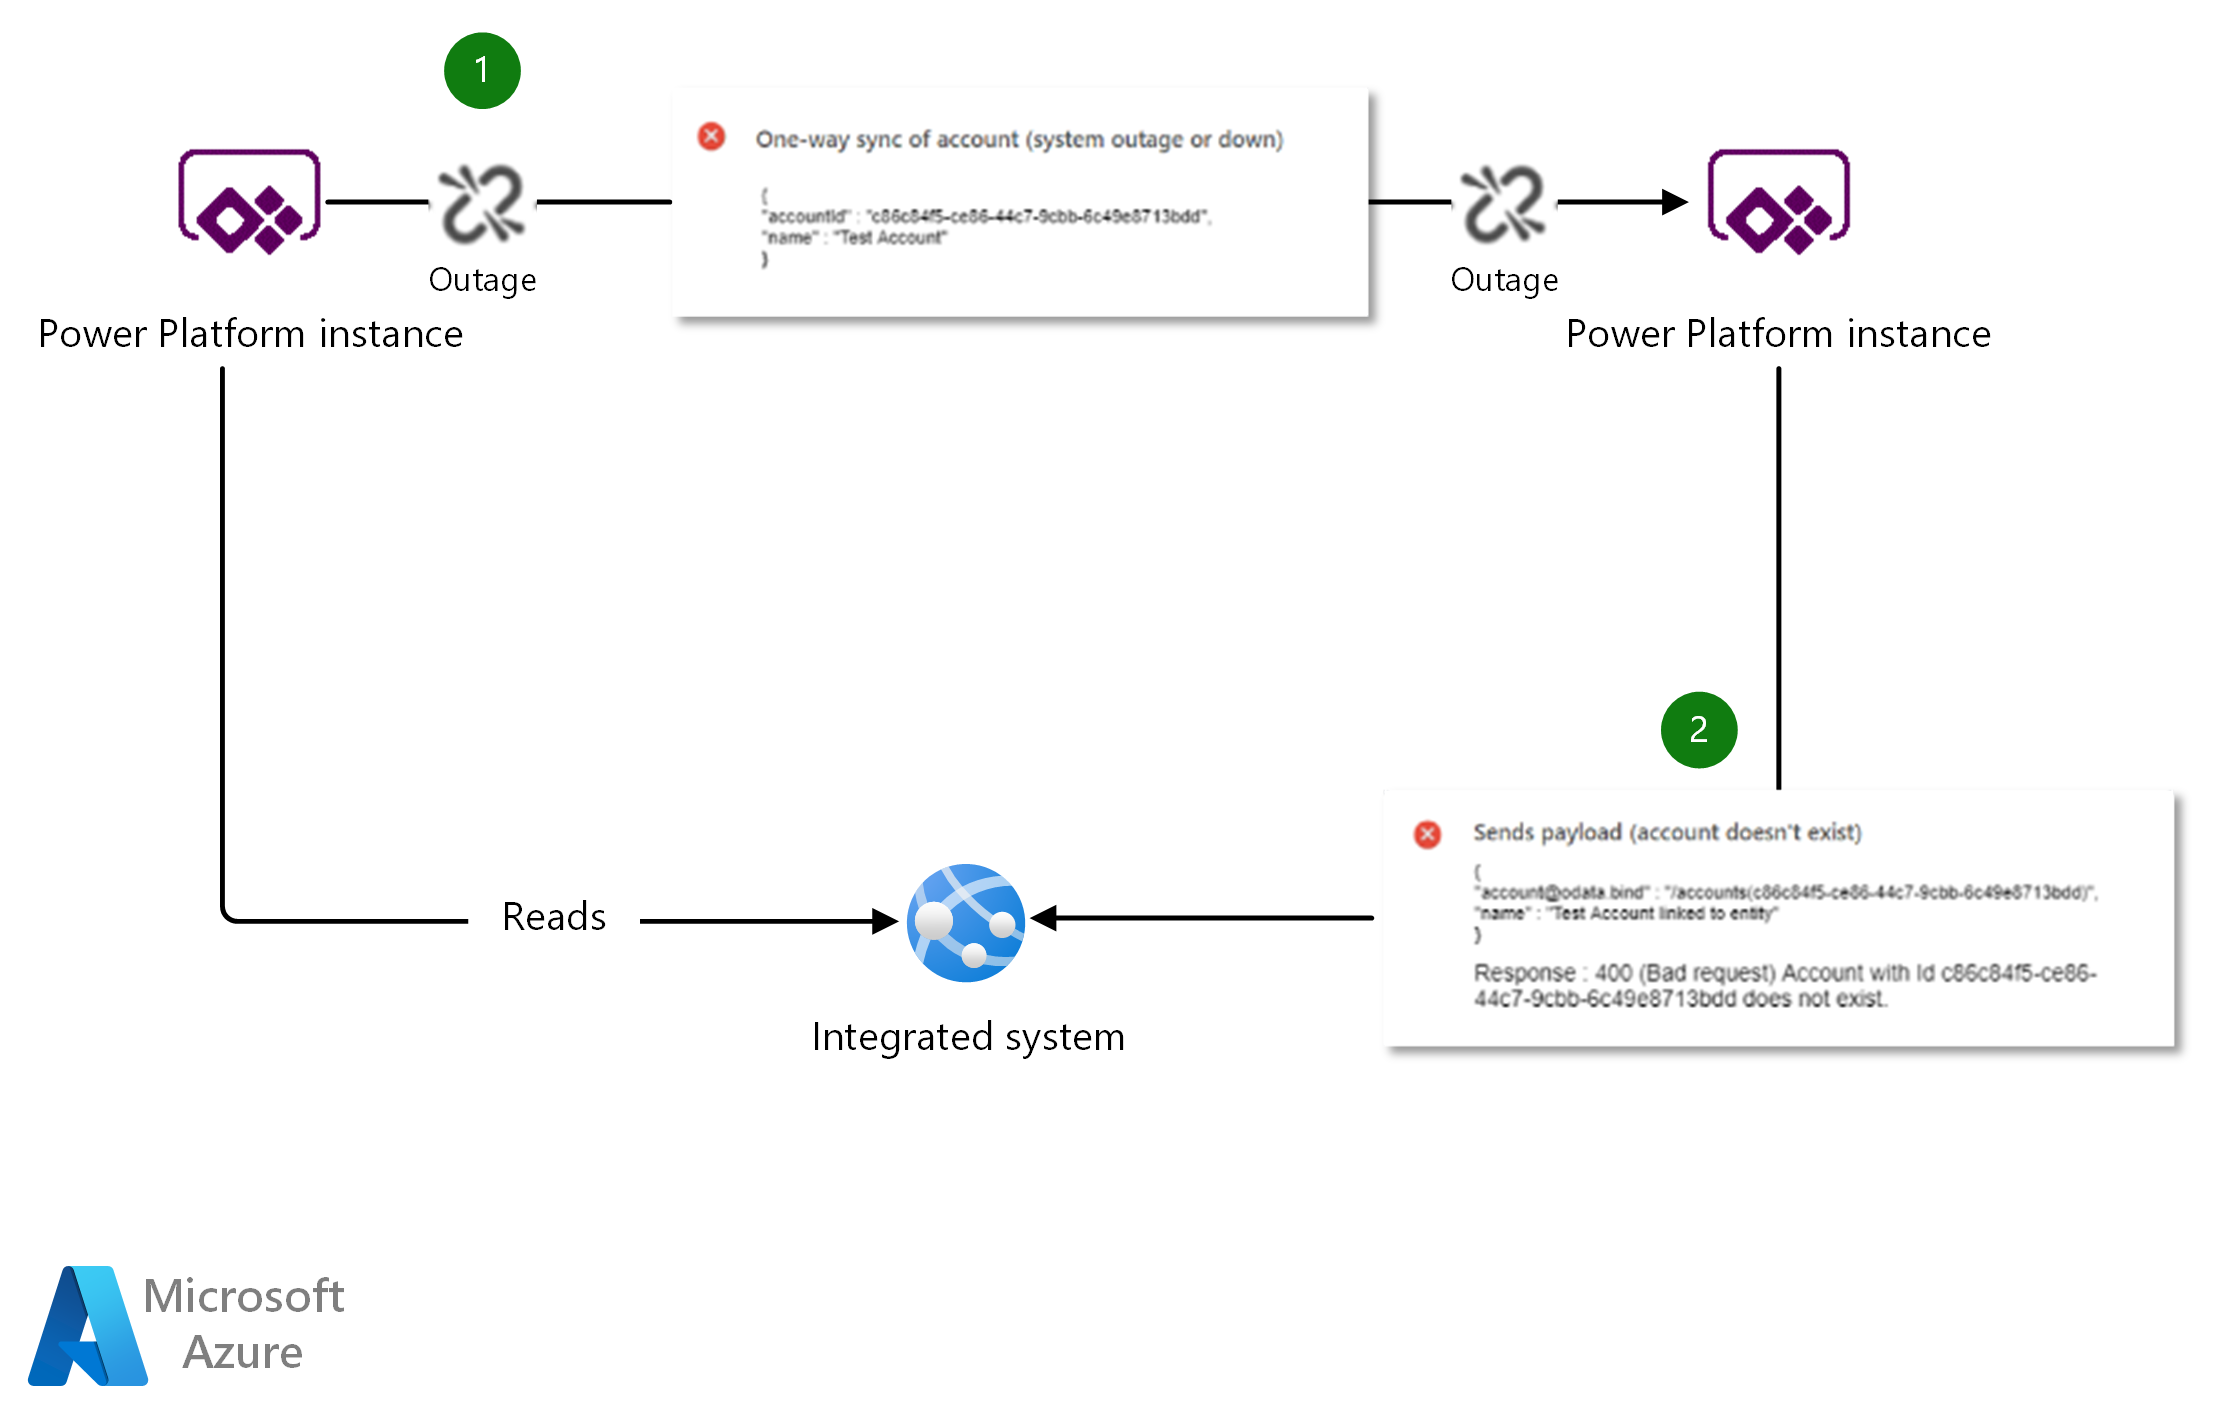 1
One-way sync of account (system outage or down)
{
"accountId" : "c86c84f5-ce86-44c7-9cbb-6c49e8713bdd",
"name" : "Test Account"
}
Outage
Outage
Power Platform instance
Power Platform instance
2
Sends payload (account doesn't exist)
{
"account@odata.bind" : "/accounts(c86c84f5-ce86-44c7-9cbb-6c49e8713bdd)",
"name" : "Test Account linked to entity"
}
Response : 400 (Bad request) Account with Id c86c84f5-ce86-
44c7-9cbb-6c49e8713bdd does not exist.
Reads
Integrated system
Microsoft
Azure